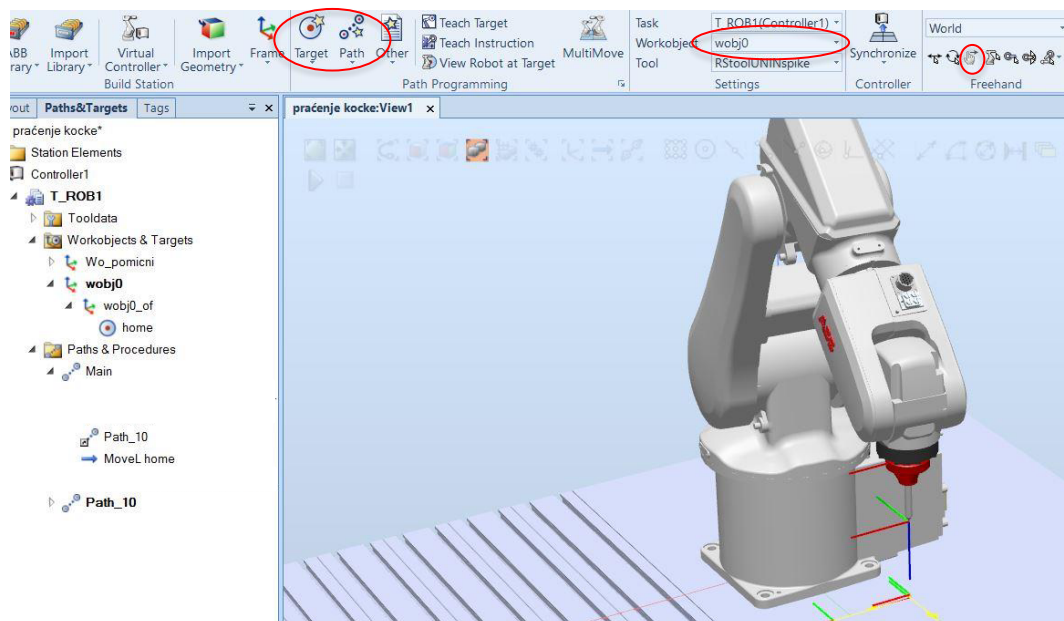 ABB
Library
Import
Library
Virtual
Controller
Import
Geometry
Frame
Build Station
Target
Path
Other
Teach Target
Teach Instruction
View Robot at Target
MultiMove
Path Programming
Task T_ROB1(Controller1)
Workobject wobj0
Tool RStoolUNINspike
Settings
Synchronize
Controller
World
Freehand
Paths&Targets Tags
praćenje kocke:View1
praćenje kocke*
Station Elements
Controller1
T_ROB1
Tooldata
Workobjects & Targets
Wo_pomicni
wobj0
wobj0_of
home
Paths & Procedures
Main
Path_10
MoveL home
Path_10